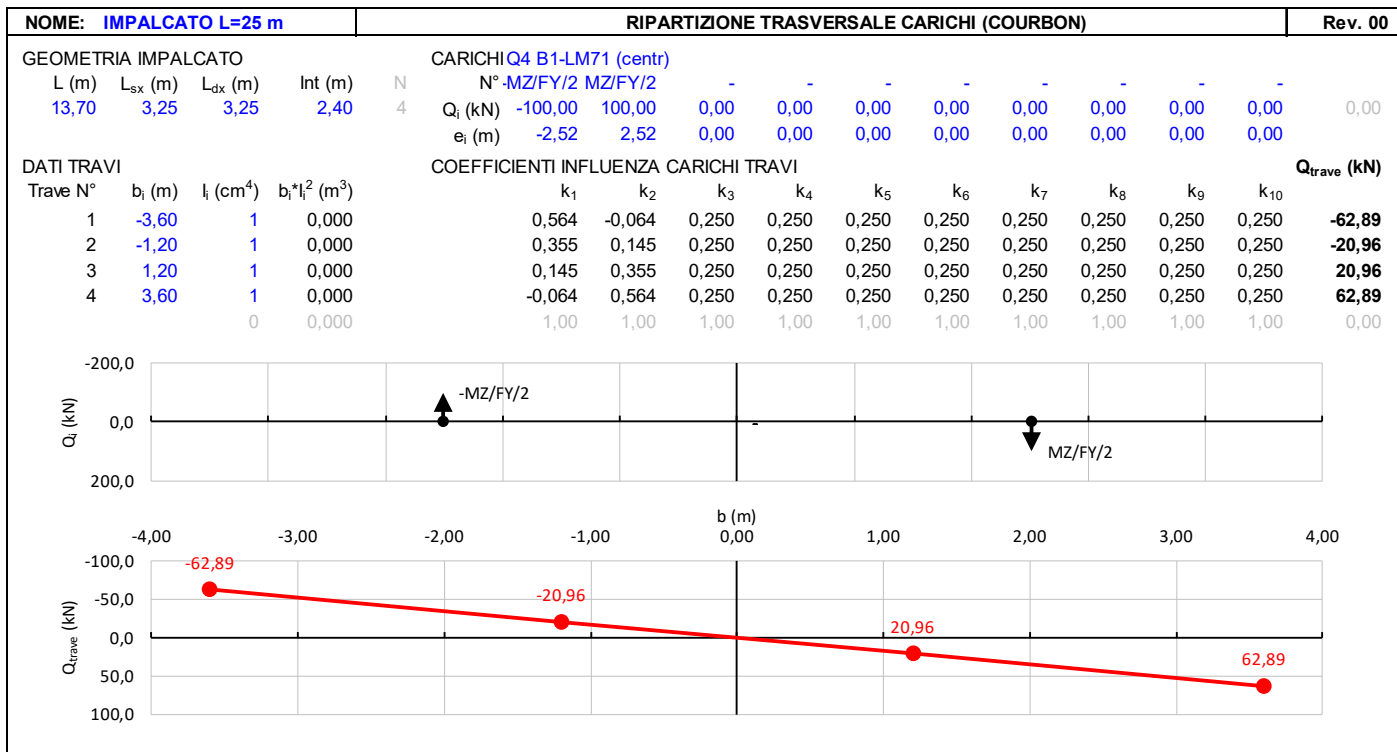 NOME: IMPALCATO L=25 m RIPARTIZIONE TRASVERSALE CARICHI (COURBON) Rev. 00
GEOMETRIA IMPALCATO CARICHI Q4 B1-LM71 (centr)
L (m) Lsx (m) Ldx (m) Int (m) N N° -MZ/FY/2 MZ/FY/2 - - - - - - - -
13,70 3,25 3,25 2,40 4 Qi (kN) -100,00 100,00 0,00 0,00 0,00 0,00 0,00 0,00 0,00 0,00 0,00
ei (m) -2,52 2,52 0,00 0,00 0,00 0,00 0,00 0,00 0,00 0,00
DATI TRAVI COEFFICIENTI INFLUENZA CARICHI TRAVI Qtrave (kN)
Trave N° bi (m) Ii (cm4) bi*Ii2 (m3) k1 k2 k3 k4 k5 k6 k7 k8 k9 k10
1 -3,60 1 0,000 0,564 -0,064 0,250 0,250 0,250 0,250 0,250 0,250 0,250 0,250 -62,89
2 -1,20 1 0,000 0,355 0,145 0,250 0,250 0,250 0,250 0,250 0,250 0,250 0,250 -20,96
3 1,20 1 0,000 0,145 0,355 0,250 0,250 0,250 0,250 0,250 0,250 0,250 0,250 20,96
4 3,60 1 0,000 -0,064 0,564 0,250 0,250 0,250 0,250 0,250 0,250 0,250 0,250 62,89
0 0,000 1,00 1,00 1,00 1,00 1,00 1,00 1,00 1,00 1,00 1,00 0,00
-200,0
-MZ/FY/2
Qi (kN)
0,0
-
MZ/FY/2
200,0
b (m)
-4,00 -3,00 -2,00 -1,00 0,00 1,00 2,00 3,00 4,00
-100,0
-62,89
-50,0
-20,96
Qtrave (kN)
0,0
20,96
50,0
62,89
100,0